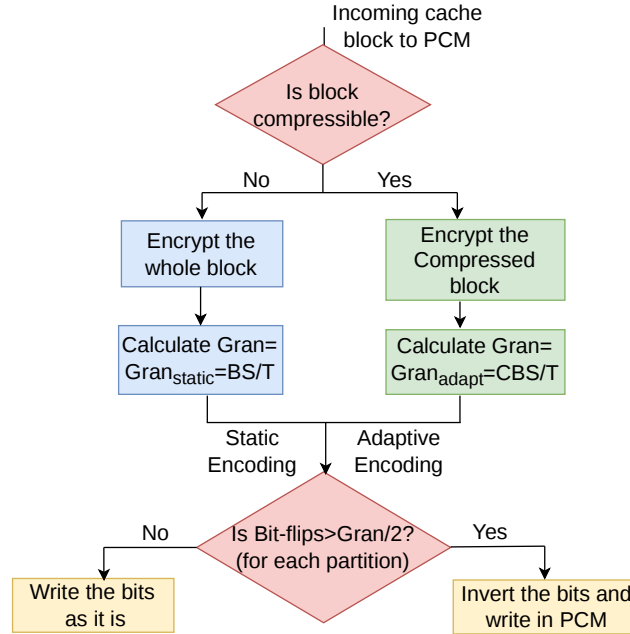 Incoming cache
block to PCM
Is block
compressible?
No
Yes
Encrypt the
whole block
Encrypt the
Compressed
block
Calculate Gran=
Gran_static=BS/T
Calculate Gran=
Gran_adapt=CBS/T
Static
Encoding
Adaptive
Encoding
Is Bit-flips>Gran/2?
(for each partition)
No
Yes
Write the bits
as it is
Invert the bits and
write in PCM